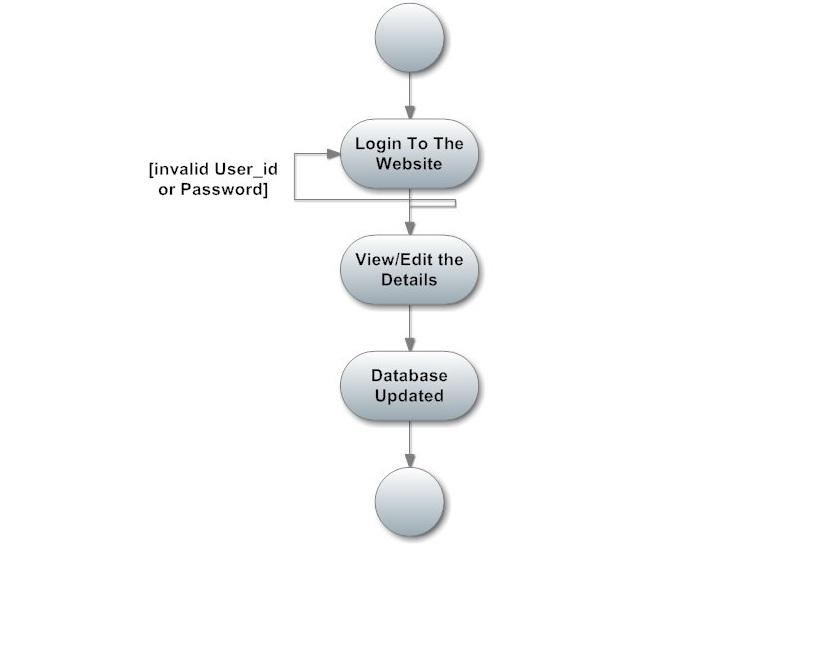 Login To The
Website
[invalid User_id
or Password]
View/Edit the
Details
Database
Updated